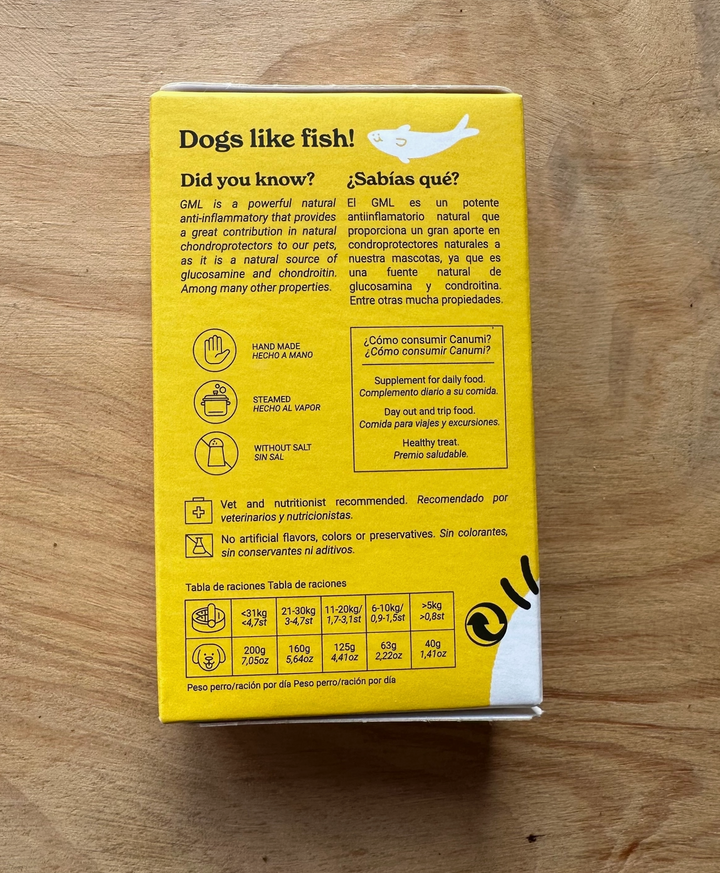 Dogs like fish!
Did you know?
GML is a powerful natural
anti-inflammatory that provides
a great contribution in natural
chondroprotectors to our pets,
as it is a natural source of
glucosamine and chondroitin.
Among many other properties.
¿Sabías qué?
El GML es un potente
antiinflamatorio natural que
proporciona un gran aporte en
condroprotectores naturales a
nuestra mascotas, ya que es
una fuente natural de
glucosamina y condroitina.
Entre otras mucha propiedades.
HAND MADE
HECHO A MANO
STEAMED
HECHO AL VAPOR
WITHOUT SALT
SIN SAL
¿Cómo consumir Canumi?
¿Cómo consumir Canumi?
Supplement for daily food.
Complemento diario a su comida.
Day out and trip food.
Comida para viajes y excursiones.
Healthy treat.
Premio saludable.
Vet and nutritionist recommended. Recomendado por
veterinarios y nutricionistas.
No artificial flavors, colors or preservatives. Sin colorantes,
sin conservantes ni aditivos.
Tabla de raciones Tabla de raciones
<31kg 21-30kg 11-20kg/ 6-10kg/ >5kg
<4,7st 3-4,7st 1,7-3,1st 0,9-1,5st >0,8st
200g 160g 125g 63g 40g
7,05oz 5,64oz 4,41oz 2,22oz 1,41oz
Peso perro/ración por día Peso perro/ración por día